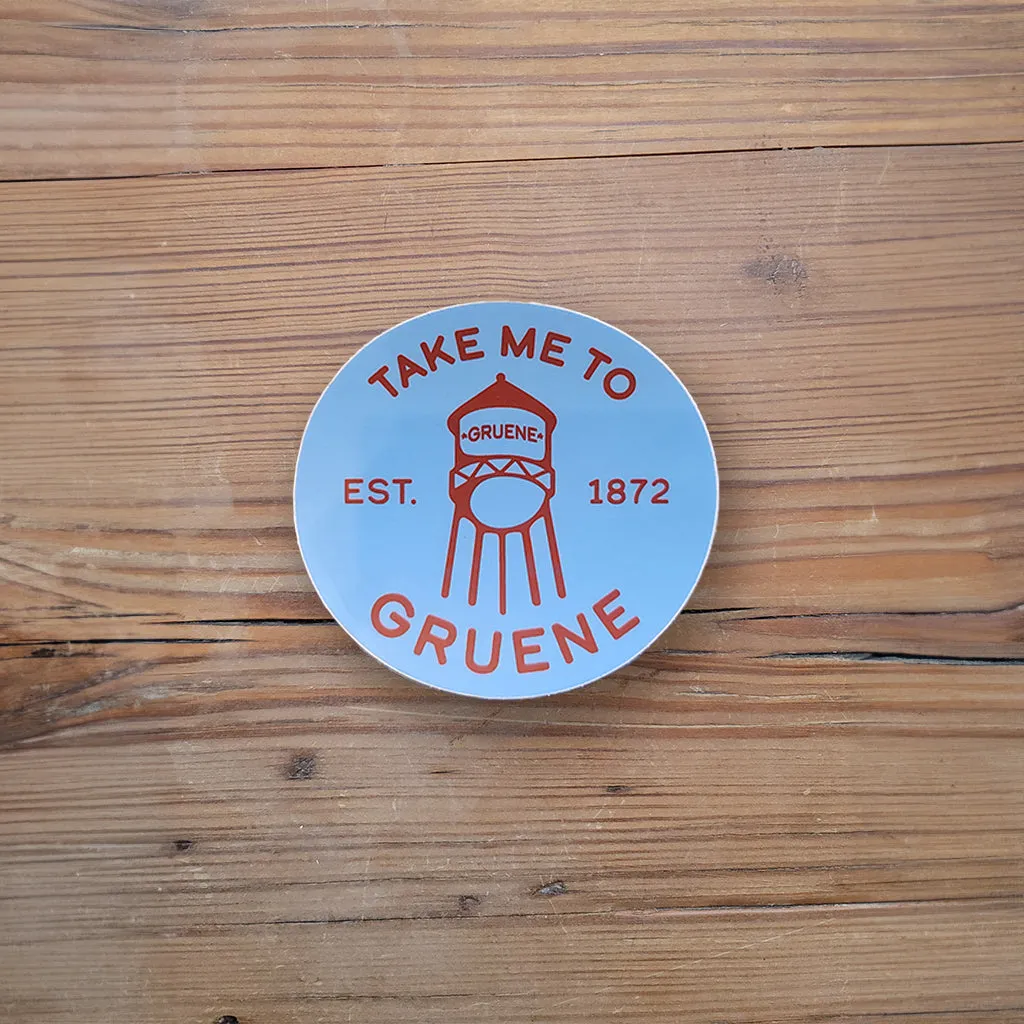 TAKE ME TO
★GRUENE★
EST. 1872
GRUENE